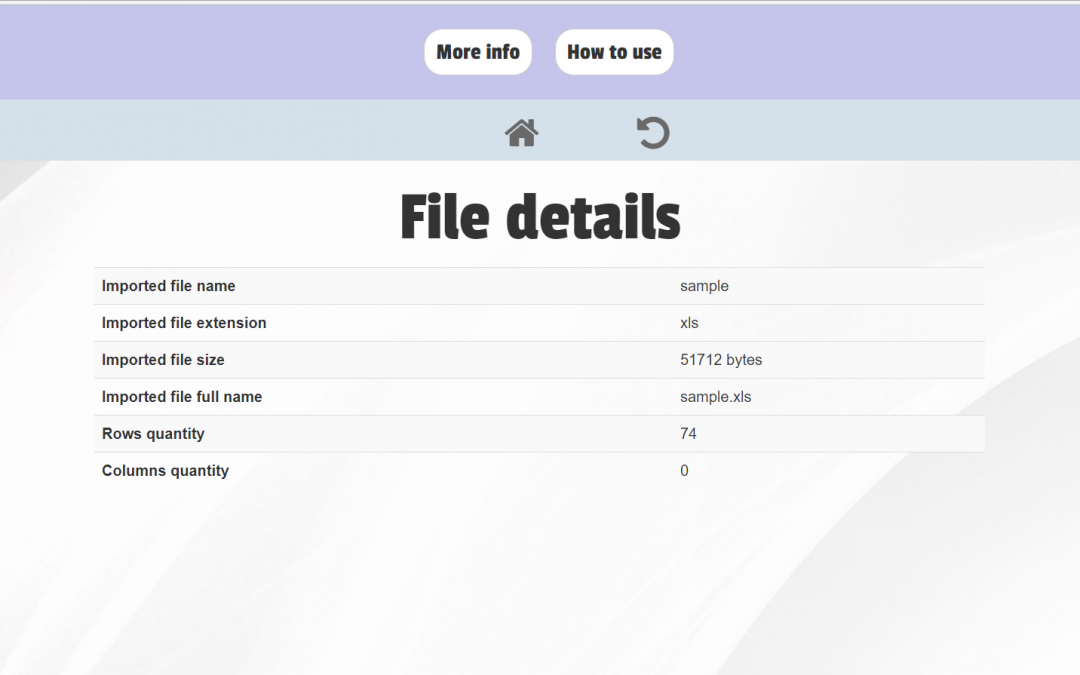 More info How to use
File details
Imported file name sample
Imported file extension xls
Imported file size 51712 bytes
Imported file full name sample.xls
Rows quantity 74
Columns quantity 0